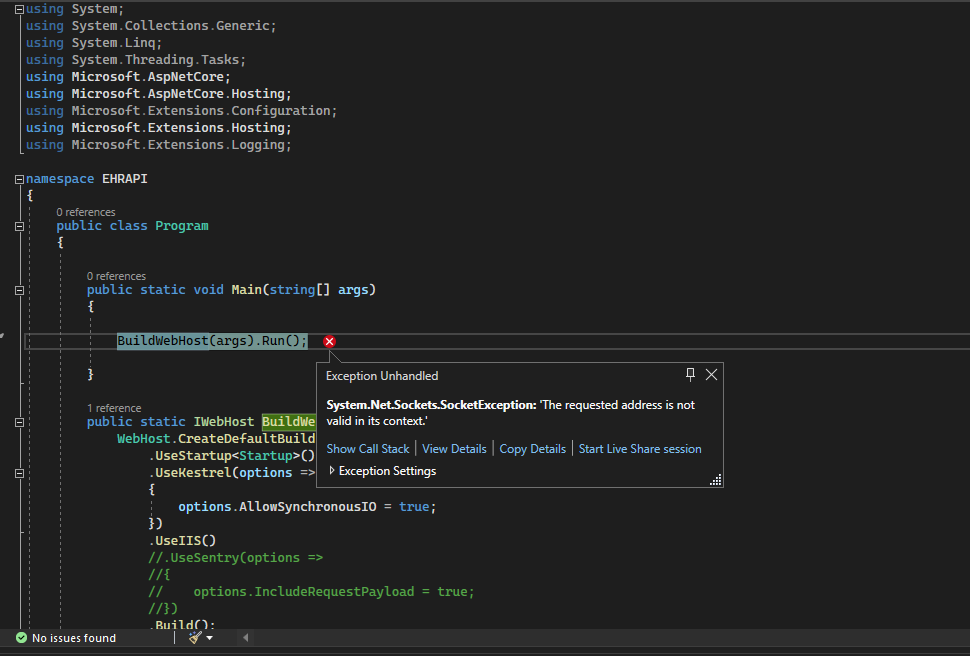 using System;
using System.Collections.Generic;
using System.Linq;
using System.Threading.Tasks;
using Microsoft.AspNetCore;
using Microsoft.AspNetCore.Hosting;
using Microsoft.Extensions.Configuration;
using Microsoft.Extensions.Hosting;
using Microsoft.Extensions.Logging;
namespace EHRAPI
{
0 references
public class Program
{
0 references
public static void Main(string[] args)
{
BuildWebHost(args).Run();
}
Exception Unhandled
System.Net.Sockets.SocketException: 'The requested address is not
valid in its context.'
Show Call Stack | View Details | Copy Details | Start Live Share session
Exception Settings
1 reference
public static IWebHost BuildWe
WebHost.CreateDefaultBuild
.UseStartup<Startup>()
.UseKestrel(options =>
{
options.AllowSynchronousIO = true;
})
.UseIIS()
//.UseSentry(options =>
//{
// options.IncludeRequestPayload = true;
//})
.Build();
No issues found